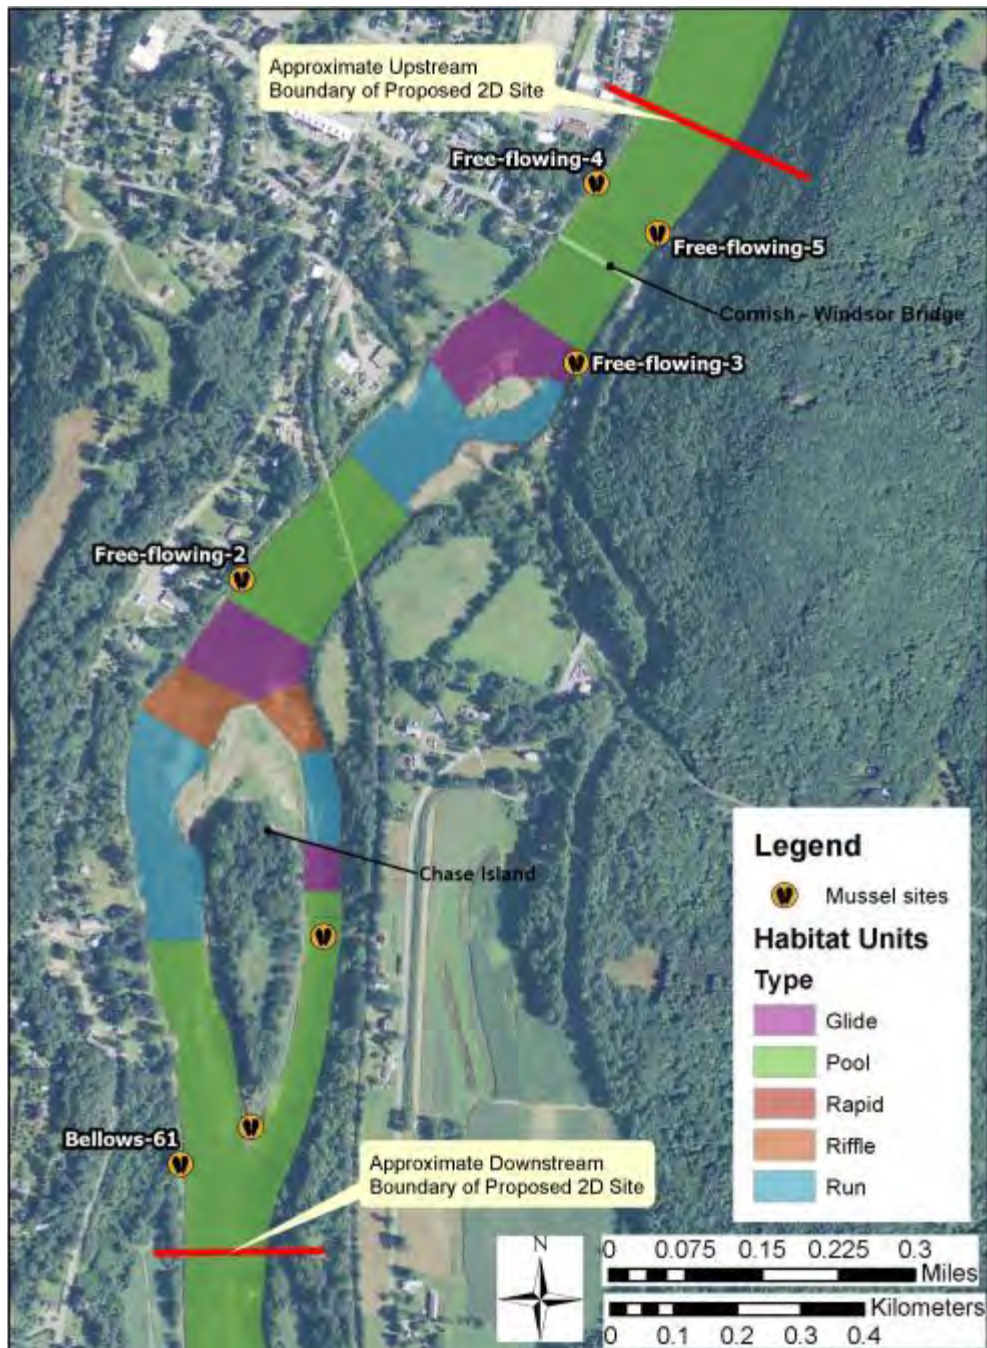 Approximate Upstream
Boundary of Proposed 2D Site
Free-flowing-4
Free-flowing-5
Cornish - Windsor Bridge
Free-flowing-3
Free-flowing-2
Chase Island
Legend
Mussel sites
Habitat Units
Type
Glide
Pool
Rapid
Riffle
Run
Bellows-61
Approximate Downstream
Boundary of Proposed 2D Site
N
0 0.075 0.15 0.225 0.3
Miles
Kilometers
0 0.1 0.2 0.3 0.4